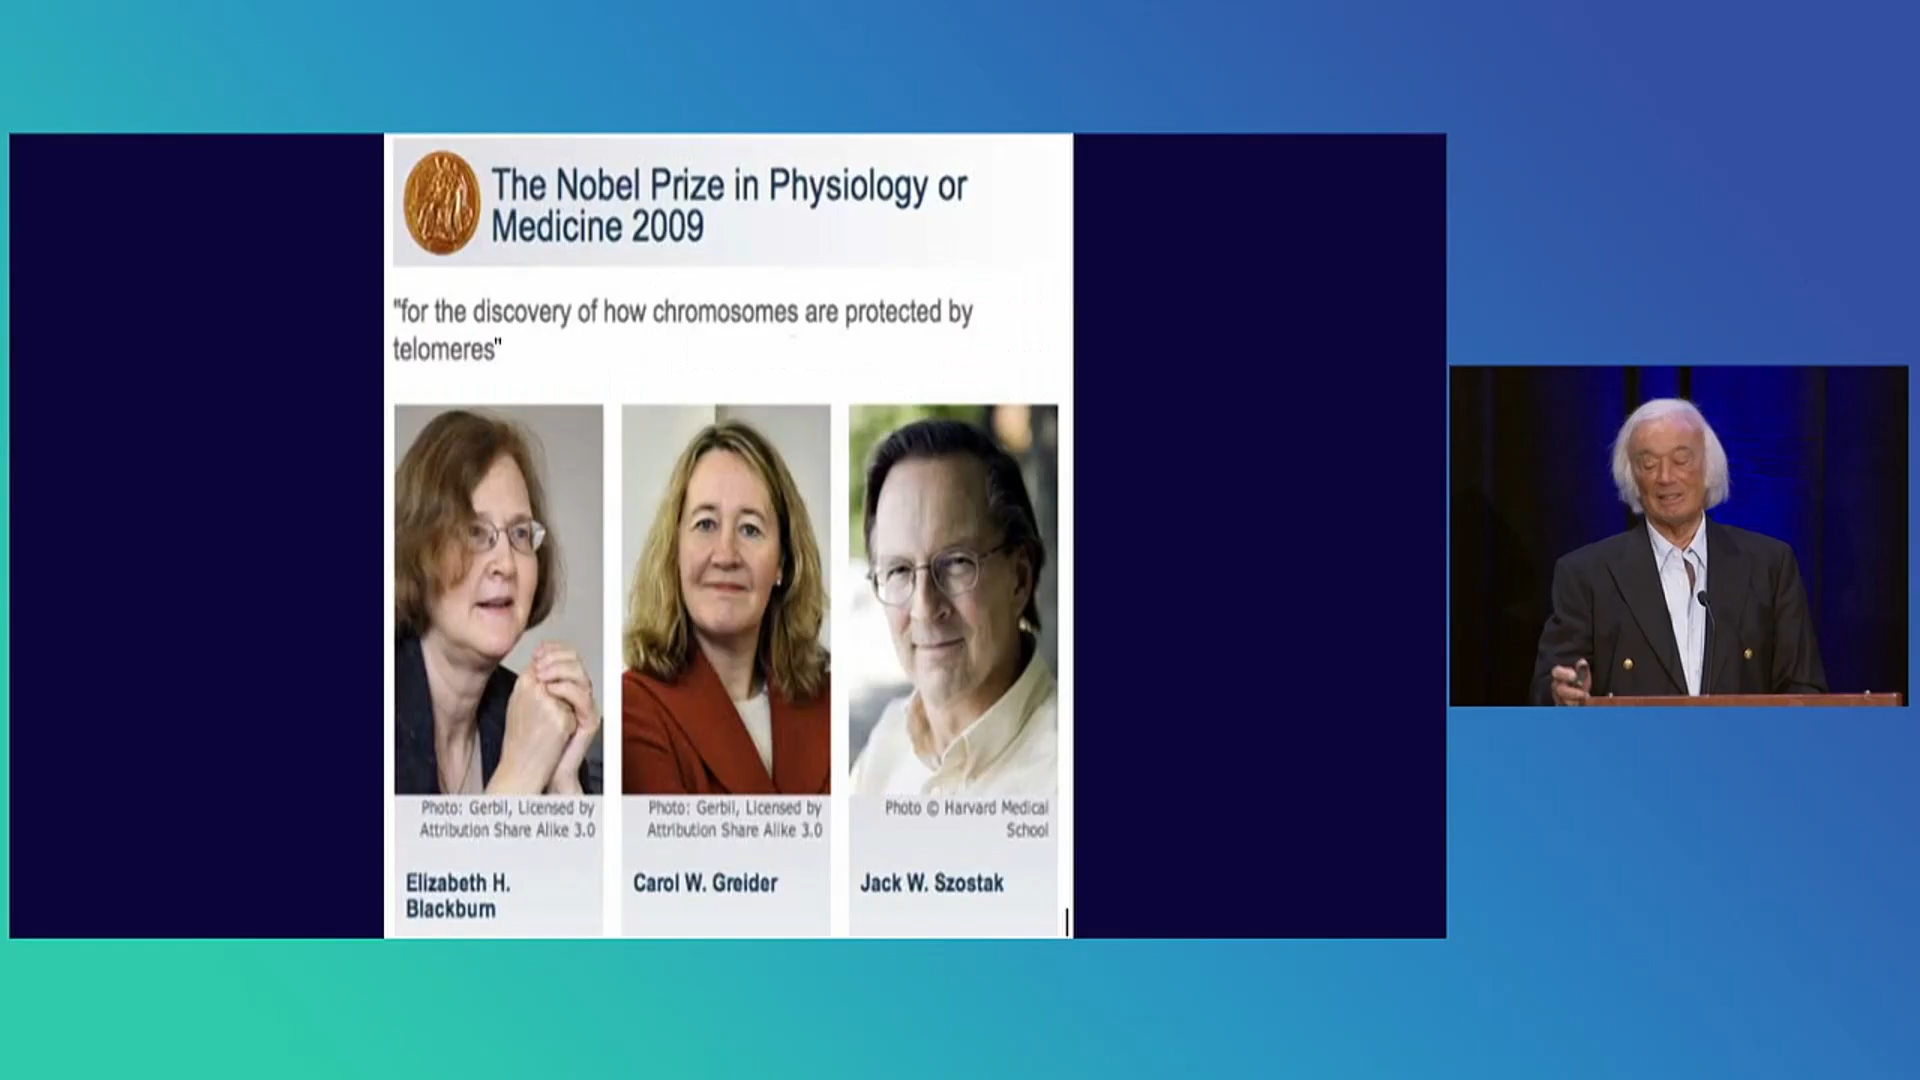 The Nobel Prize in Physiology or
Medicine 2009
"for the discovery of how chromosomes are protected by
telomeres"
Photo: Gerbil, Licensed by
Attribution Share Alike 3.0
Photo: Gerbil, Licensed by
Attribution Share Alike 3.0
Photo © Harvard Medical
School
Elizabeth H.
Blackburn
Carol W. Greider
Jack W. Szostak